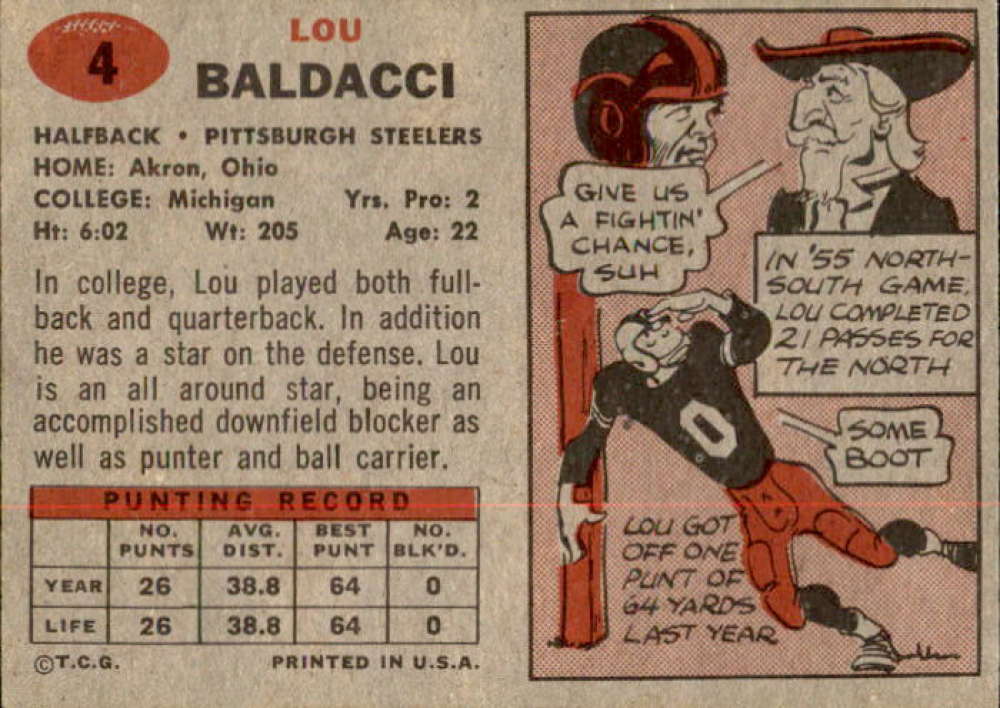 4
LOU
BALDACCI
HALFBACK • PITTSBURGH STEELERS
HOME: Akron, Ohio
COLLEGE: Michigan Yrs. Pro: 2
Ht: 6:02 Wt: 205 Age: 22
In college, Lou played both full-
back and quarterback. In addition
he was a star on the defense. Lou
is an all around star, being an
accomplished downfield blocker as
well as punter and ball carrier.
PUNTING RECORD
NO. PUNTS AVG. DIST. BEST PUNT NO. BLK'D.
YEAR 26 38.8 64 0
LIFE 26 38.8 64 0
©T.C.G. PRINTED IN U.S.A.
GIVE US
A FIGHTIN'
CHANCE,
SUH
IN '55 NORTH-
SOUTH GAME,
LOU COMPLETED
21 PASSES FOR
THE NORTH
0
SOME
BOOT
LOU GOT
OFF ONE
PUNT OF
64 YARDS
LAST YEAR